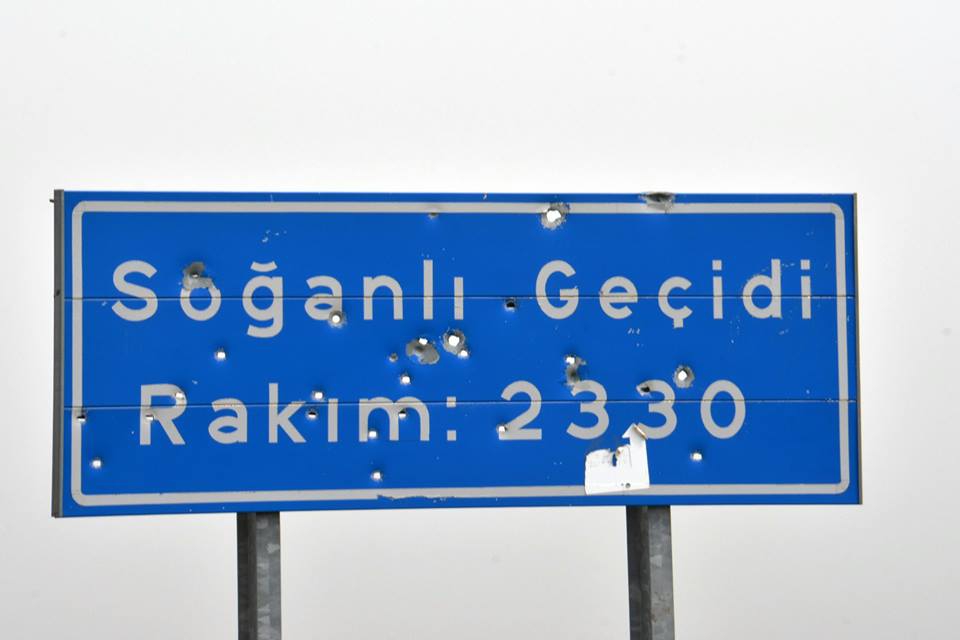 Soğanlı Geçidi
Rakım: 2330